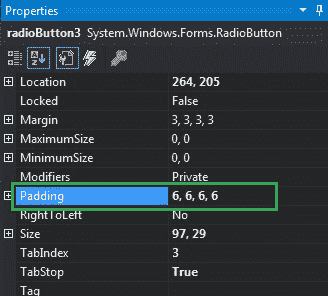 Properties
radioButton3 System.Windows.Forms.RadioButton
Location 264, 205
Locked False
Margin 3, 3, 3, 3
MaximumSize 0, 0
MinimumSize 0, 0
Modifiers Private
Padding 6, 6, 6, 6
RightToLeft No
Size 97, 29
TabIndex 3
TabStop True
Tag